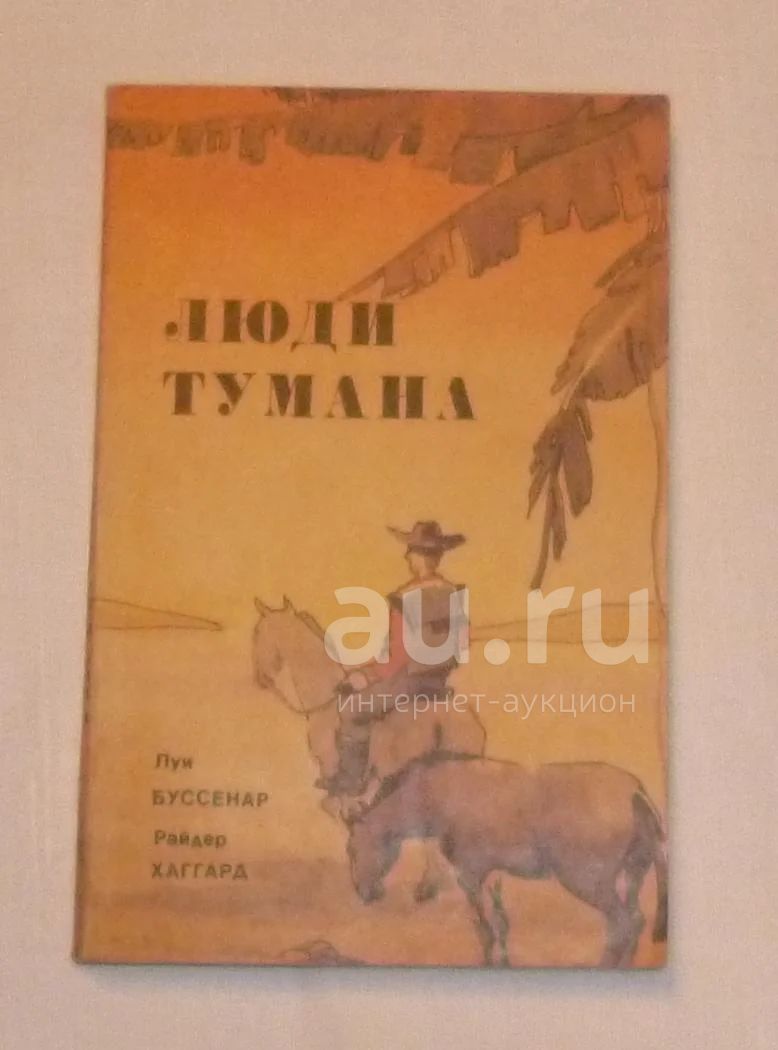 ЛЮДИ
ТУМАНА
au.ru
интернет-аукцион
Луи
БУССЕНАР
Райдер
ХАГГАРД